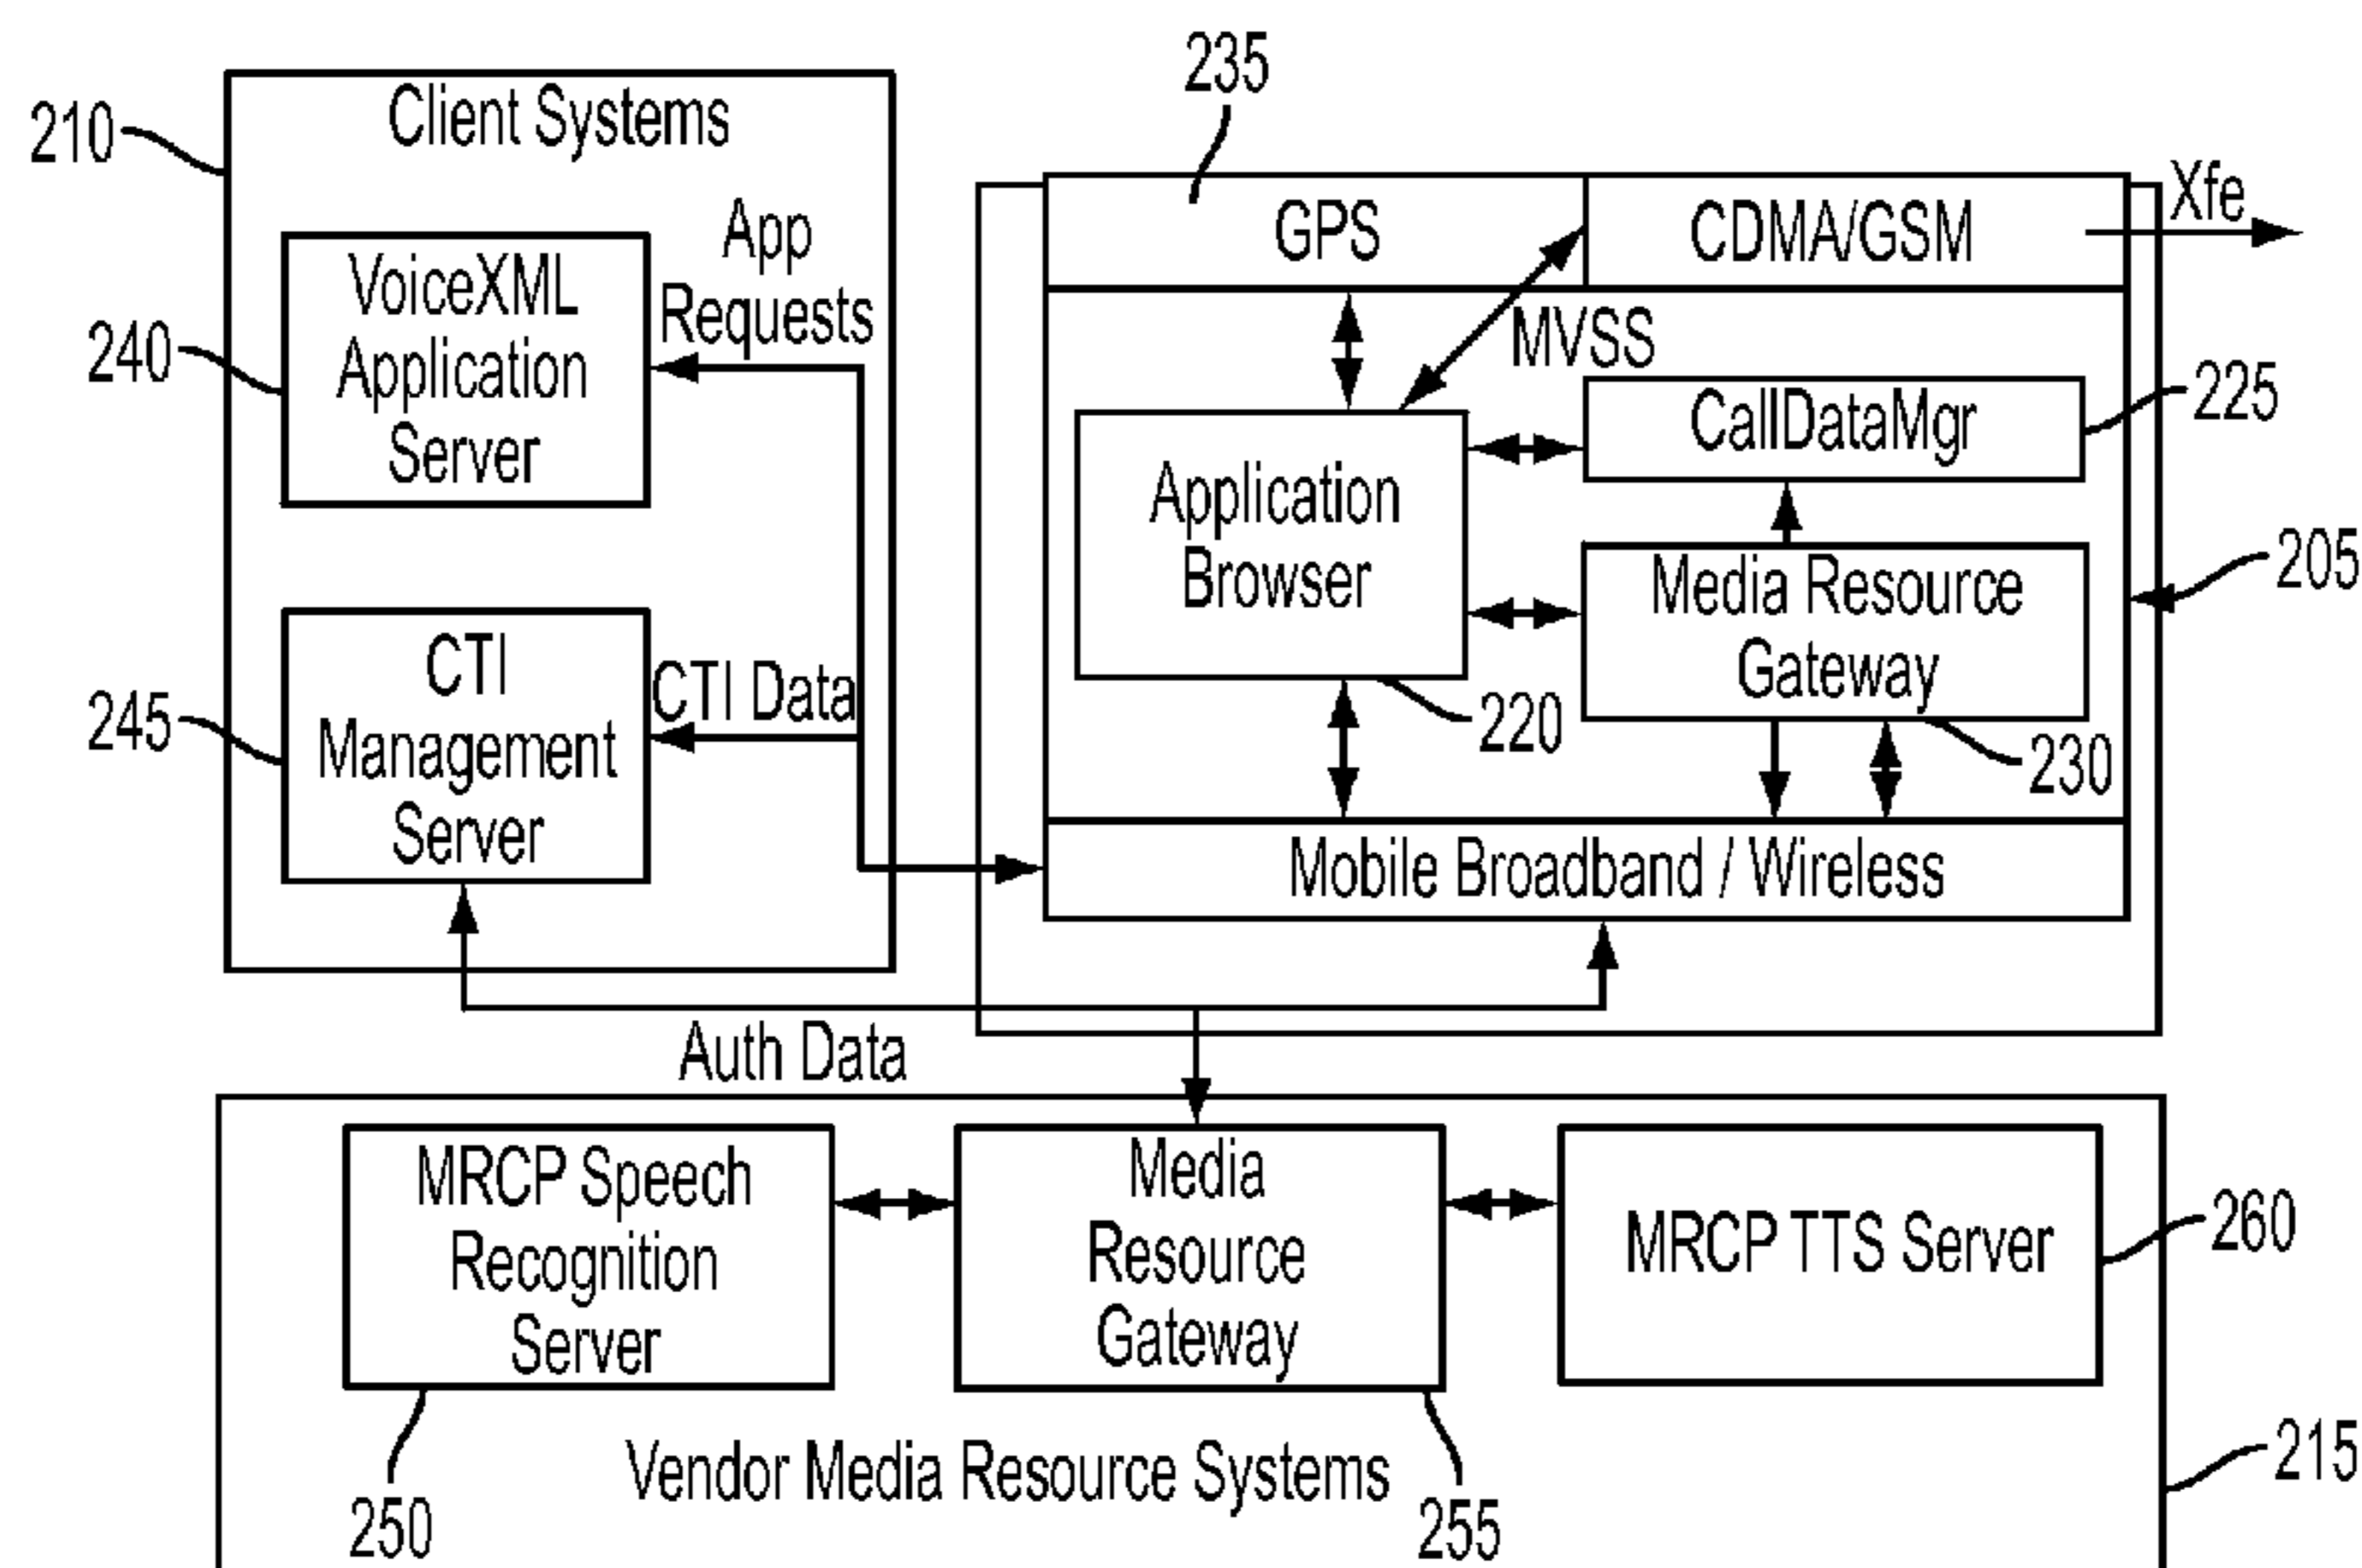 235
210
Client Systems
Xfe
GPS
CDMA/GSM
App
Requests
VoiceXML
Application
Server
240
MVSS
CallDataMgr
225
Application
Browser
Media Resource
Gateway
205
CTI
Management
Server
245
CTI Data
220
230
Mobile Broadband / Wireless
Auth Data
MRCP Speech
Recognition
Server
Media
Resource
Gateway
MRCP TTS Server
260
Vendor Media Resource Systems
215
250
255